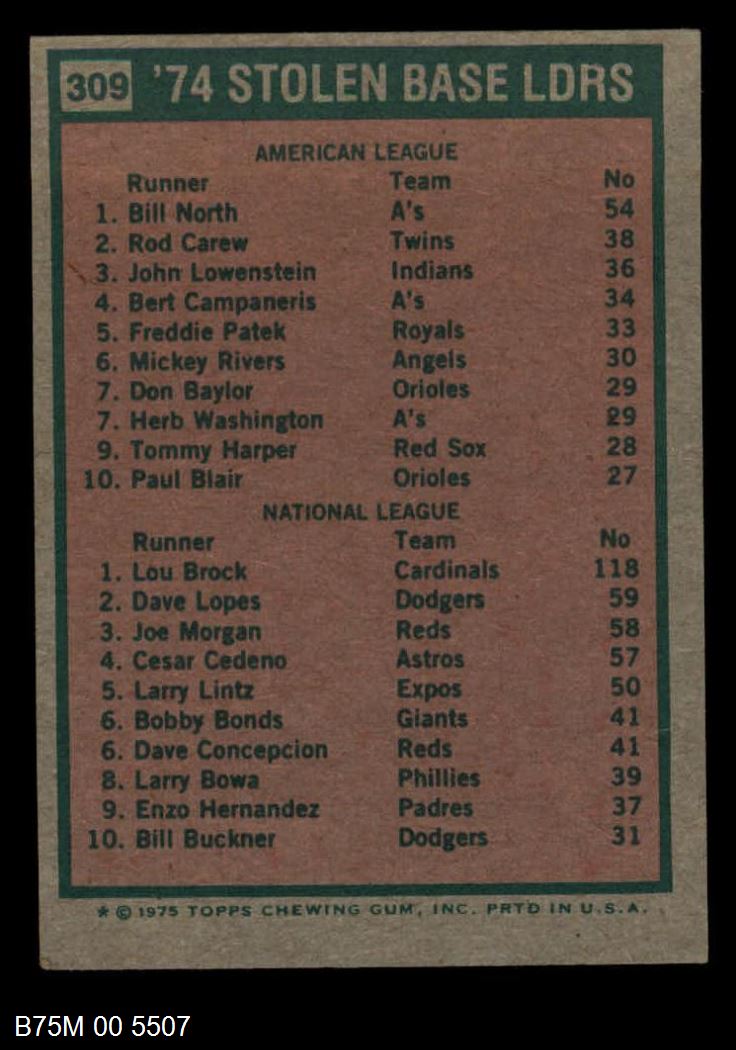 309 '74 STOLEN BASE LDRS
AMERICAN LEAGUE
Runner Team No
1. Bill North A's 54
2. Rod Carew Twins 38
3. John Lowenstein Indians 36
4. Bert Campaneris A's 34
5. Freddie Patek Royals 33
6. Mickey Rivers Angels 30
7. Don Baylor Orioles 29
7. Herb Washington A's 29
9. Tommy Harper Red Sox 28
10. Paul Blair Orioles 27
NATIONAL LEAGUE
Runner Team No
1. Lou Brock Cardinals 118
2. Dave Lopes Dodgers 59
3. Joe Morgan Reds 58
4. Cesar Cedeno Astros 57
5. Larry Lintz Expos 50
6. Bobby Bonds Giants 41
6. Dave Concepcion Reds 41
8. Larry Bowa Phillies 39
9. Enzo Hernandez Padres 37
10. Bill Buckner Dodgers 31
* © 1975 TOPPS CHEWING GUM, INC. PRTD IN U.S.A.
B75M 00 5507